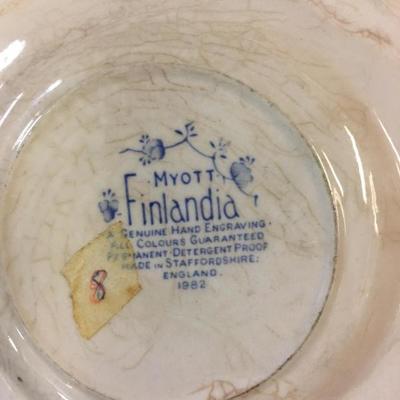 MYOTT
Finlandia
A GENUINE HAND ENGRAVING.
ALL COLOURS GUARANTEED
PERMANENT·DETERGENT PROOF
MADE IN STAFFORDSHIRE:
ENGLAND.
1982
8